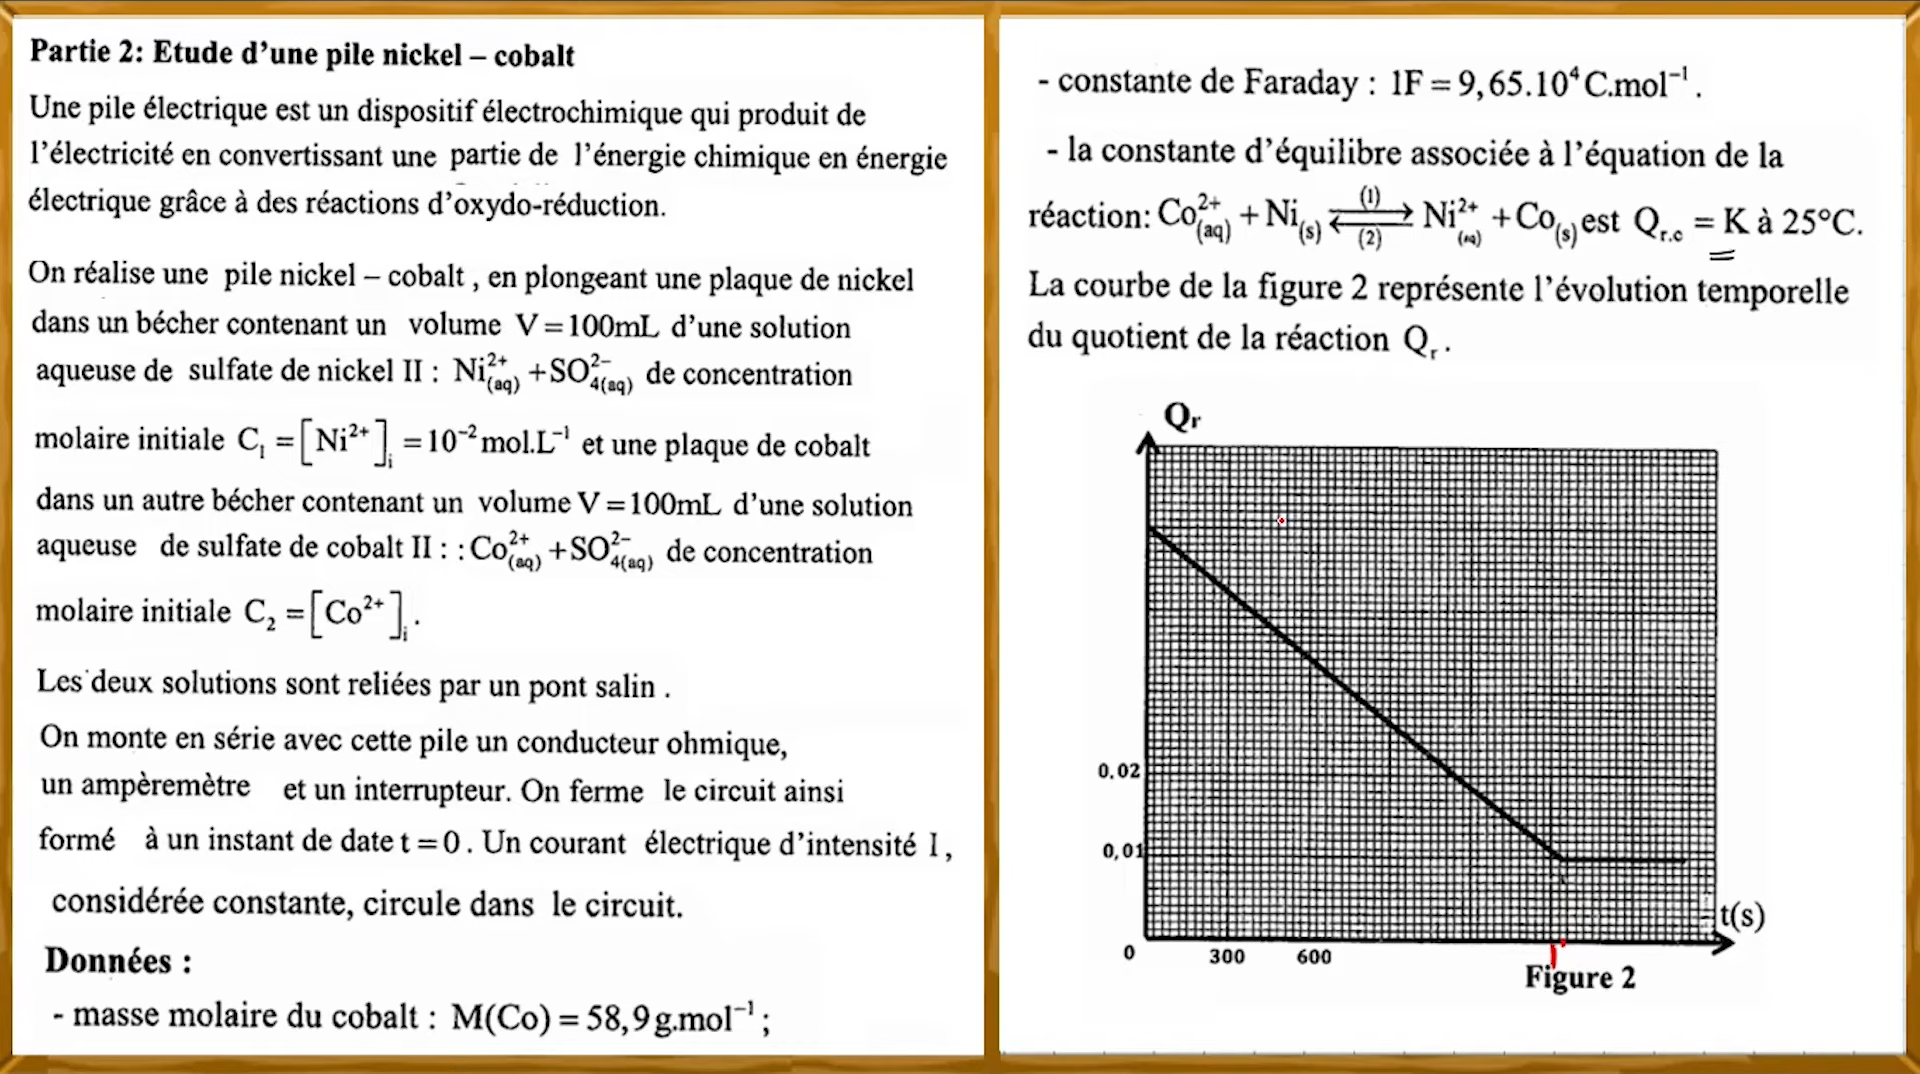 Partie 2: Etude d'une pile nickel – cobalt
Une pile électrique est un dispositif électrochimique qui produit de
l'électricité en convertissant une partie de l'énergie chimique en énergie
électrique grâce à des réactions d'oxydo-réduction.
On réalise une pile nickel – cobalt , en plongeant une plaque de nickel
dans un bécher contenant un volume V = 100mL d'une solution
aqueuse de sulfate de nickel II : Ni²⁺(aq) + SO₄²⁻(aq) de concentration
molaire initiale C₁ = [Ni²⁺]i = 10⁻² mol.L⁻¹ et une plaque de cobalt
dans un autre bécher contenant un volume V = 100mL d'une solution
aqueuse de sulfate de cobalt II : : Co²⁺(aq) + SO₄²⁻(aq) de concentration
molaire initiale C₂ = [Co²⁺]i .
Les deux solutions sont reliées par un pont salin .
On monte en série avec cette pile un conducteur ohmique,
un ampèremètre et un interrupteur. On ferme le circuit ainsi
formé à un instant de date t = 0 . Un courant électrique d'intensité I ,
considérée constante, circule dans le circuit.
Données :
- masse molaire du cobalt : M(Co) = 58,9 g.mol⁻¹ ;
- constante de Faraday : 1F = 9,65.10⁴ C.mol⁻¹ .
- la constante d'équilibre associée à l'équation de la
réaction: Co²⁺(aq) + Ni(s) ⇌ (1) (2) Ni²⁺(aq) + Co(s) est Qr.e = K à 25°C.
La courbe de la figure 2 représente l'évolution temporelle
du quotient de la réaction Qr .
Qr
0,02
0,01
t(s)
0 300 600
Figure 2